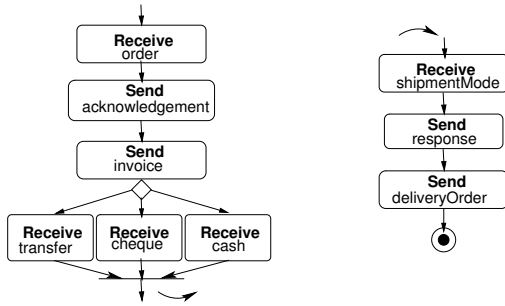 Receive
order
Send
acknowledgement
Send
invoice
Receive
transfer
Receive
cheque
Receive
cash
Receive
shipmentMode
Send
response
Send
deliveryOrder